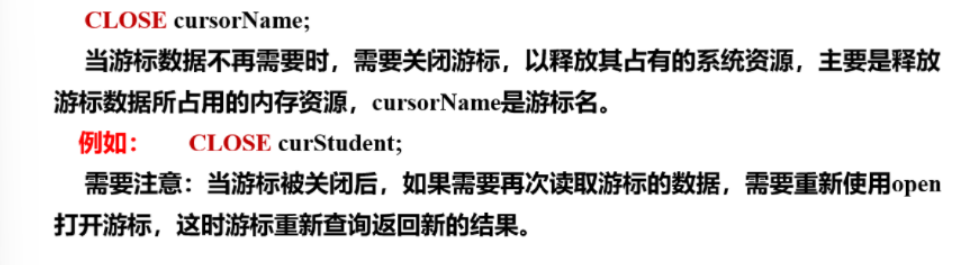 CLOSE cursorName;
当游标数据不再需要时，需要关闭游标，以释放其占有的系统资源，主要是释放
游标数据所占用的内存资源，cursorName是游标名。
例如： CLOSE curStudent;
需要注意：当游标被关闭后，如果需要再次读取游标的数据，需要重新使用open
打开游标，这时游标重新查询返回新的结果。